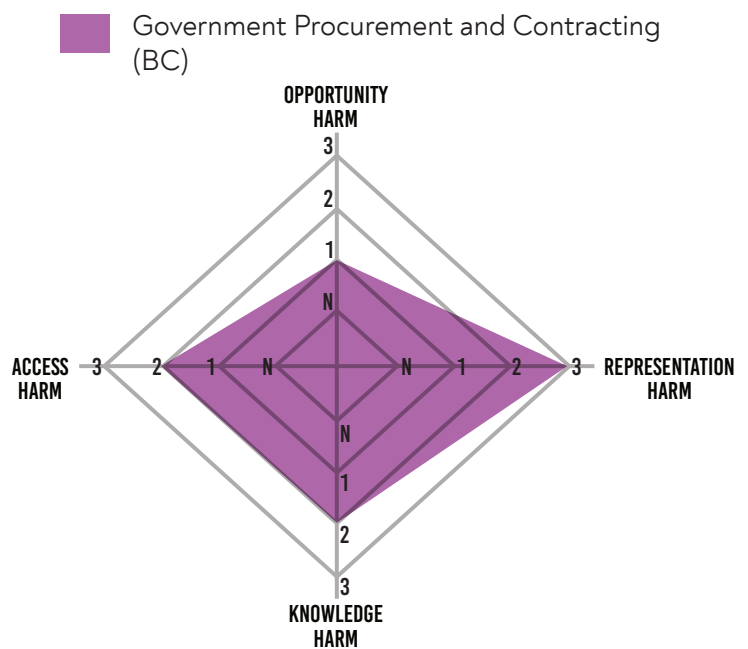 Government Procurement and Contracting
(BC)
OPPORTUNITY
HARM
3
2
1
N
ACCESS
HARM
3 2 1 N N 1 2 3
REPRESENTATION
HARM
N
1
2
3
KNOWLEDGE
HARM